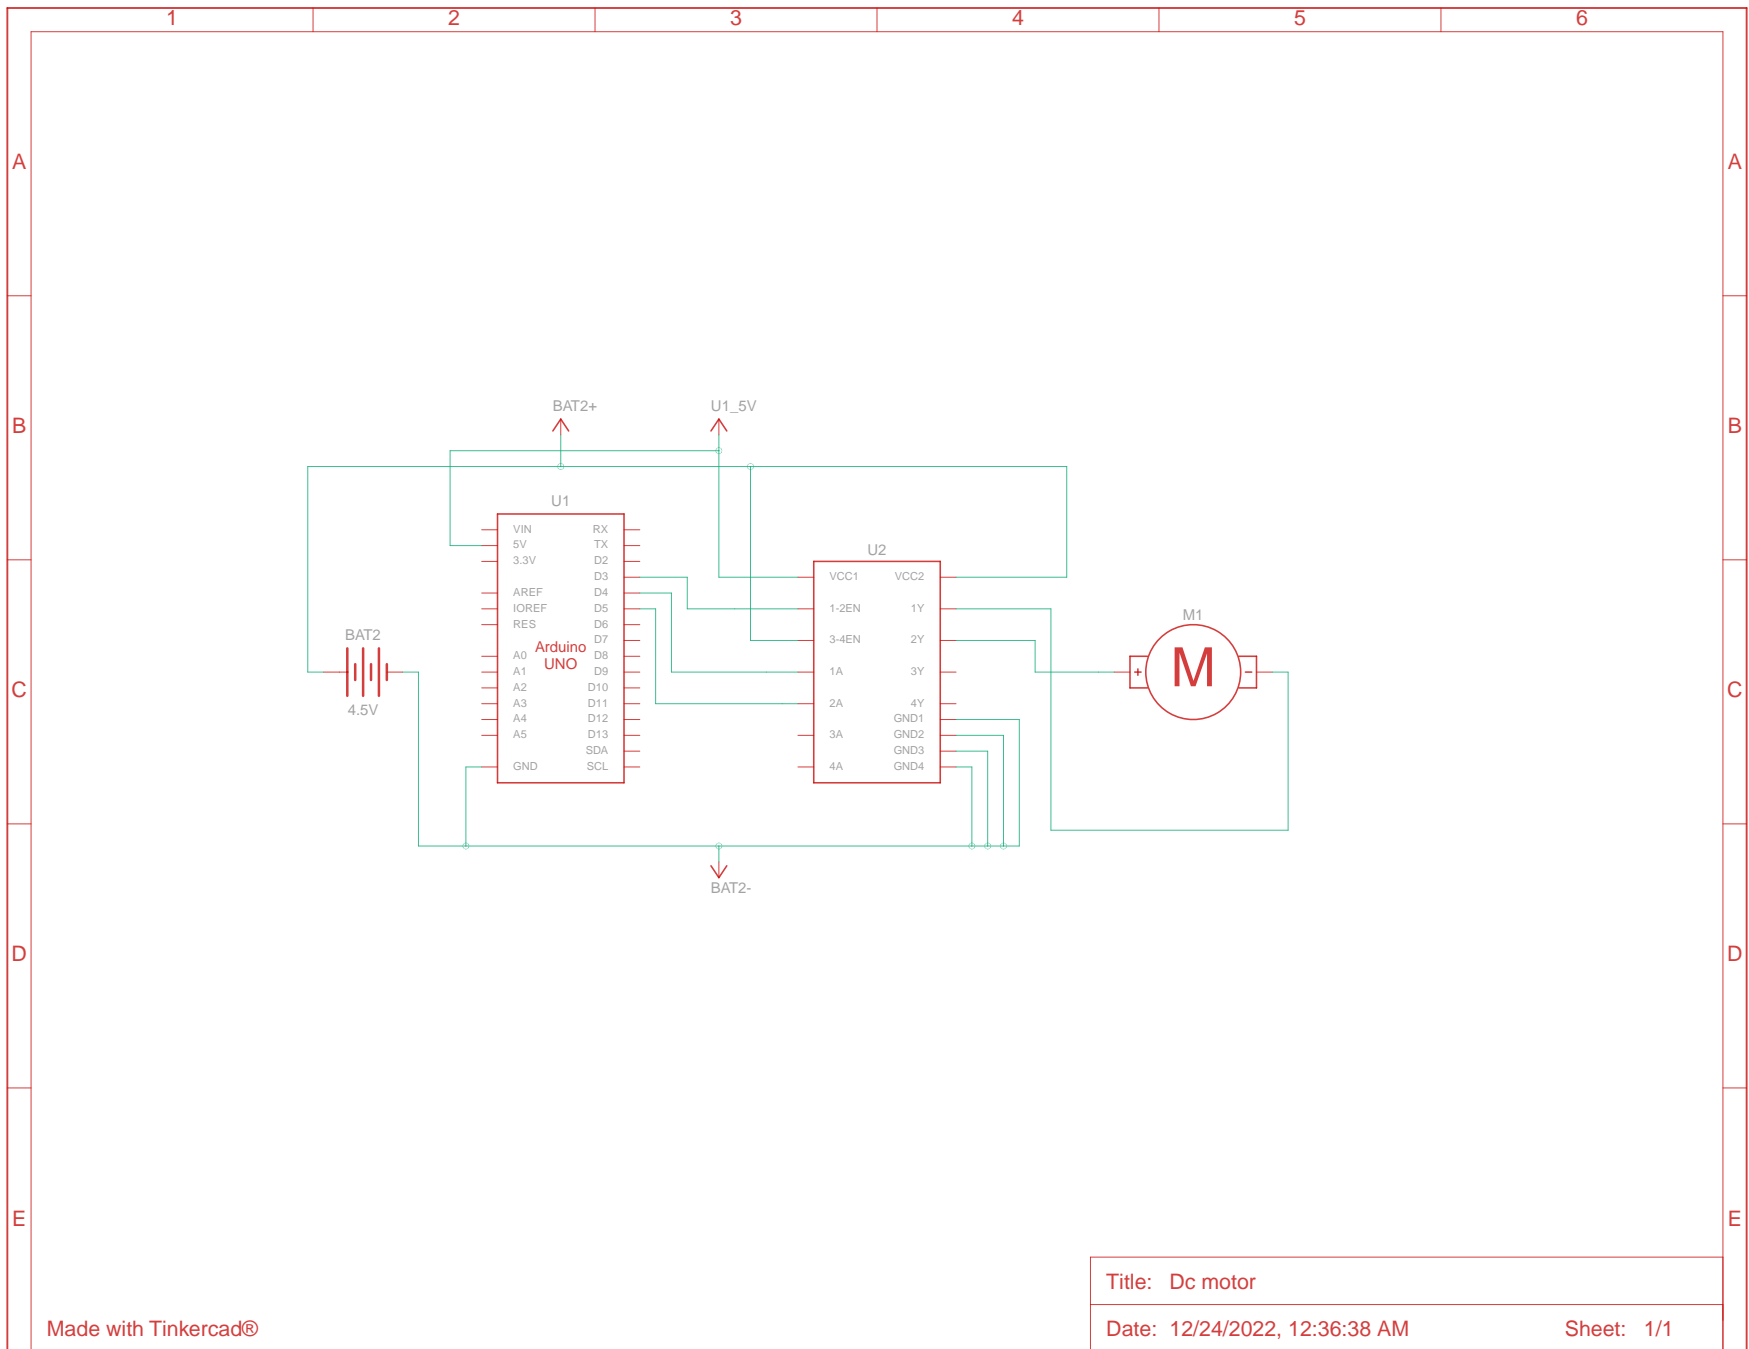 1 2 3 4 5 6
A A
B B
BAT2+ U1_5V
U1
VIN RX
5V TX
3.3V D2
D3
AREF D4
IOREF D5
RES D6
D7
A0 D8
A1 D9
A2 D10
A3 D11
A4 D12
A5 D13
SDA
GND SCL
Arduino
UNO
U2
VCC1 VCC2
1-2EN 1Y
3-4EN 2Y
1A 3Y
2A 4Y
GND1
3A GND2
GND3
4A GND4
M1
+ M -
BAT2
4.5V
C C
BAT2-
D D
E E
Title: Dc motor
Made with Tinkercad®
Date: 12/24/2022, 12:36:38 AM Sheet: 1/1